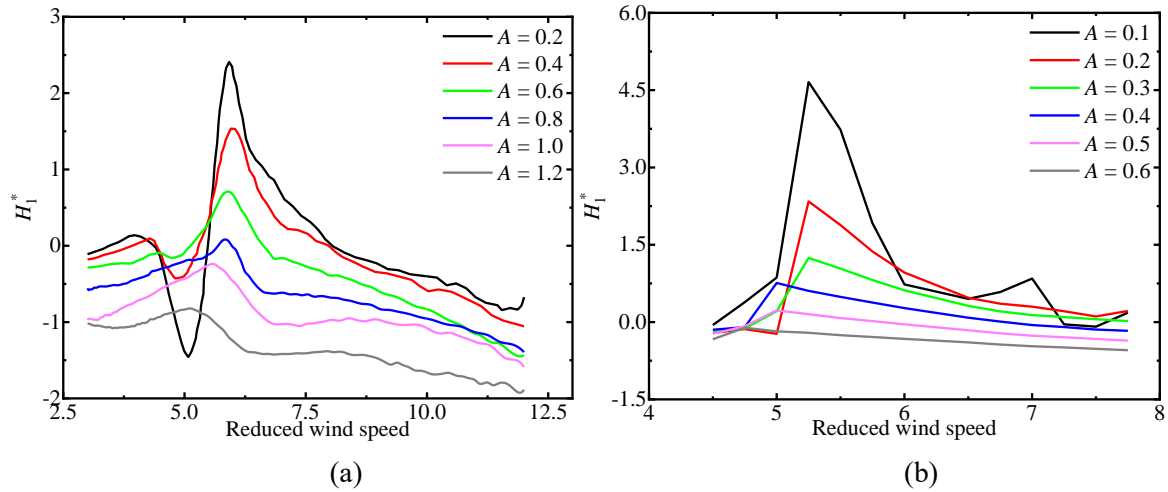 3
2
1
0
-1
-2
H₁*
2.5 5.0 7.5 10.0 12.5
Reduced wind speed
A = 0.2
A = 0.4
A = 0.6
A = 0.8
A = 1.0
A = 1.2
(a)
6.0
4.5
3.0
1.5
0.0
-1.5
H₁*
4 5 6 7 8
Reduced wind speed
A = 0.1
A = 0.2
A = 0.3
A = 0.4
A = 0.5
A = 0.6
(b)